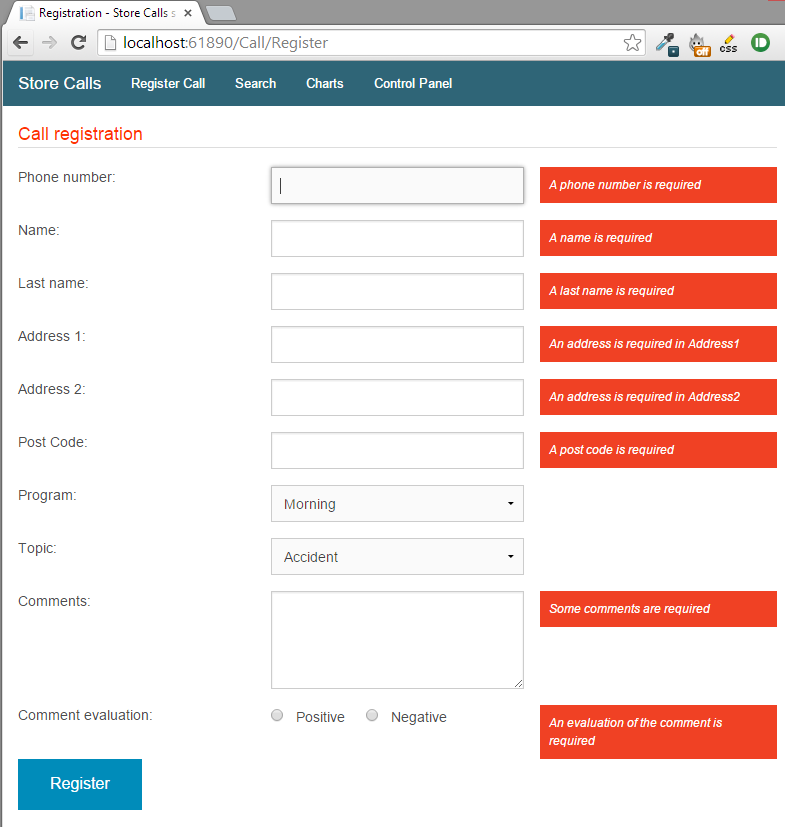 Registration - Store Calls s
localhost:61890/Call/Register
off
css
Store Calls Register Call Search Charts Control Panel
Call registration
Phone number: A phone number is required
Name: A name is required
Last name: A last name is required
Address 1: An address is required in Address1
Address 2: An address is required in Address2
Post Code: A post code is required
Program: Morning
Topic: Accident
Comments: Some comments are required
Comment evaluation: Positive Negative An evaluation of the comment is
required
Register